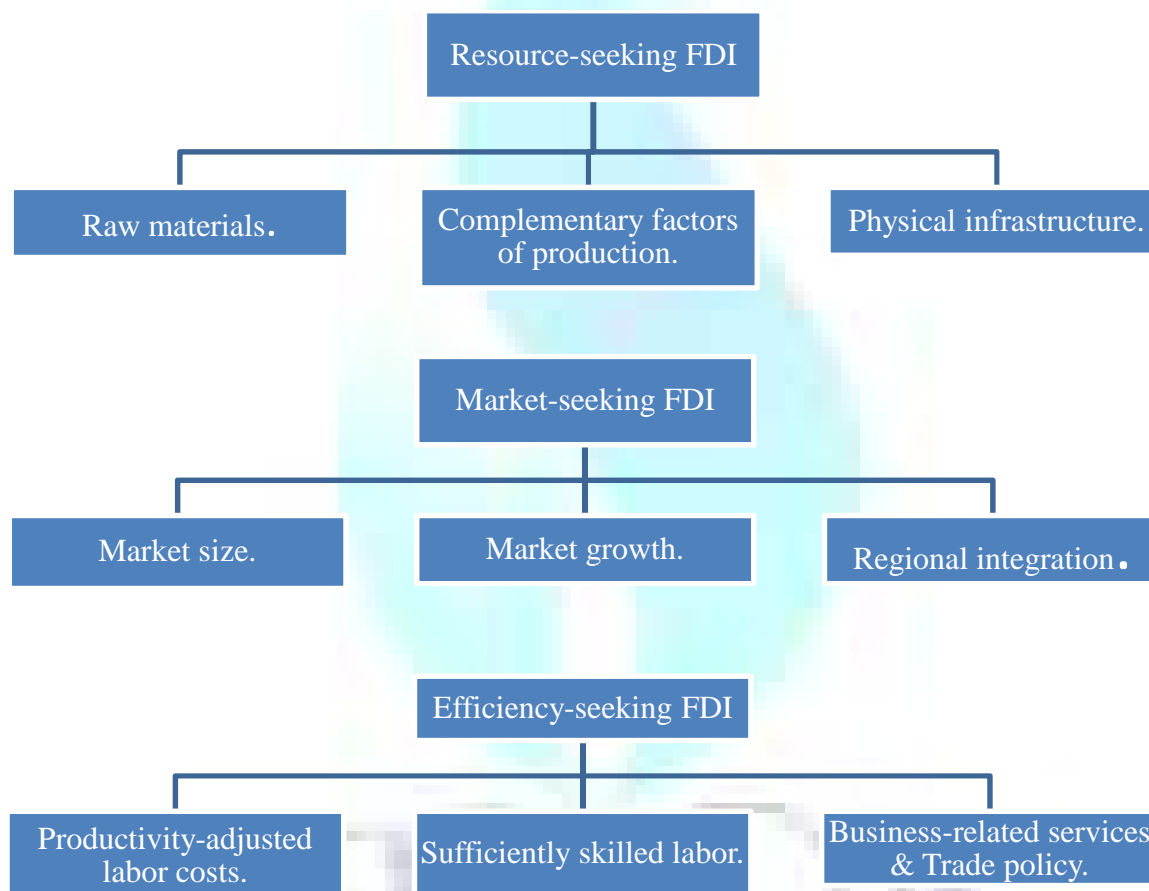 Resource-seeking FDI
Raw materials.
Complementary factors
of production.
Physical infrastructure.
Market-seeking FDI
Market size.
Market growth.
Regional integration.
Efficiency-seeking FDI
Productivity-adjusted
labor costs.
Sufficiently skilled labor.
Business-related services
& Trade policy.